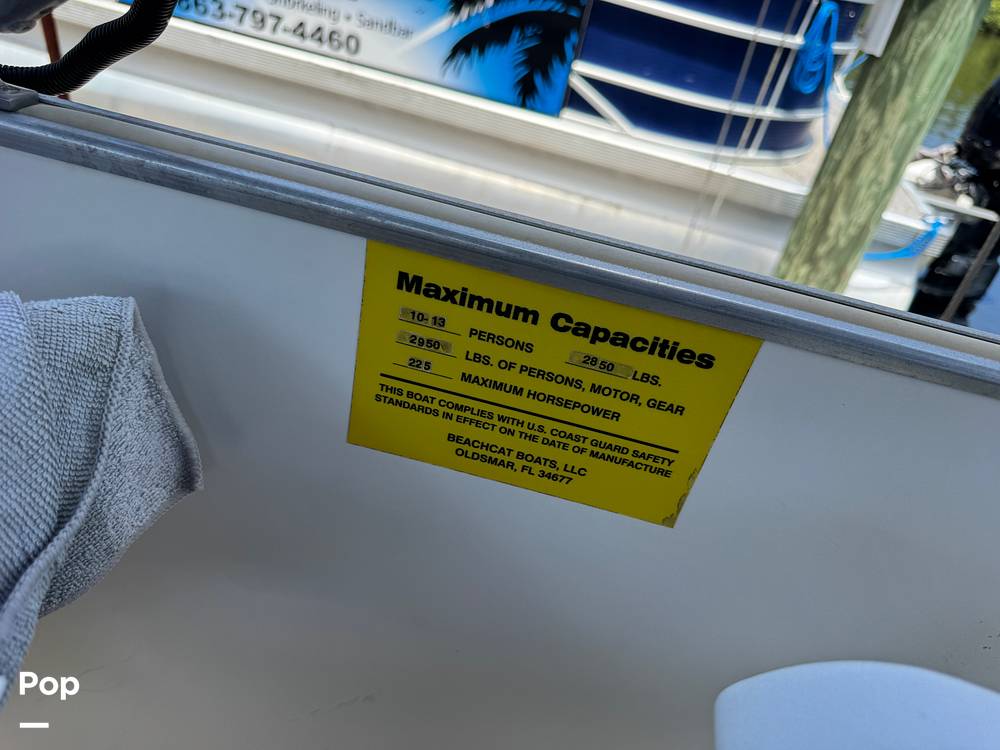 Snorkeling • Sandbar
863-797-4460
Maximum Capacities
10-13 PERSONS 2850 LBS.
2950 LBS. OF PERSONS, MOTOR, GEAR
225 MAXIMUM HORSEPOWER
THIS BOAT COMPLIES WITH U.S. COAST GUARD SAFETY
STANDARDS IN EFFECT ON THE DATE OF MANUFACTURE
BEACHCAT BOATS, LLC
OLDSMAR, FL 34677
Pop